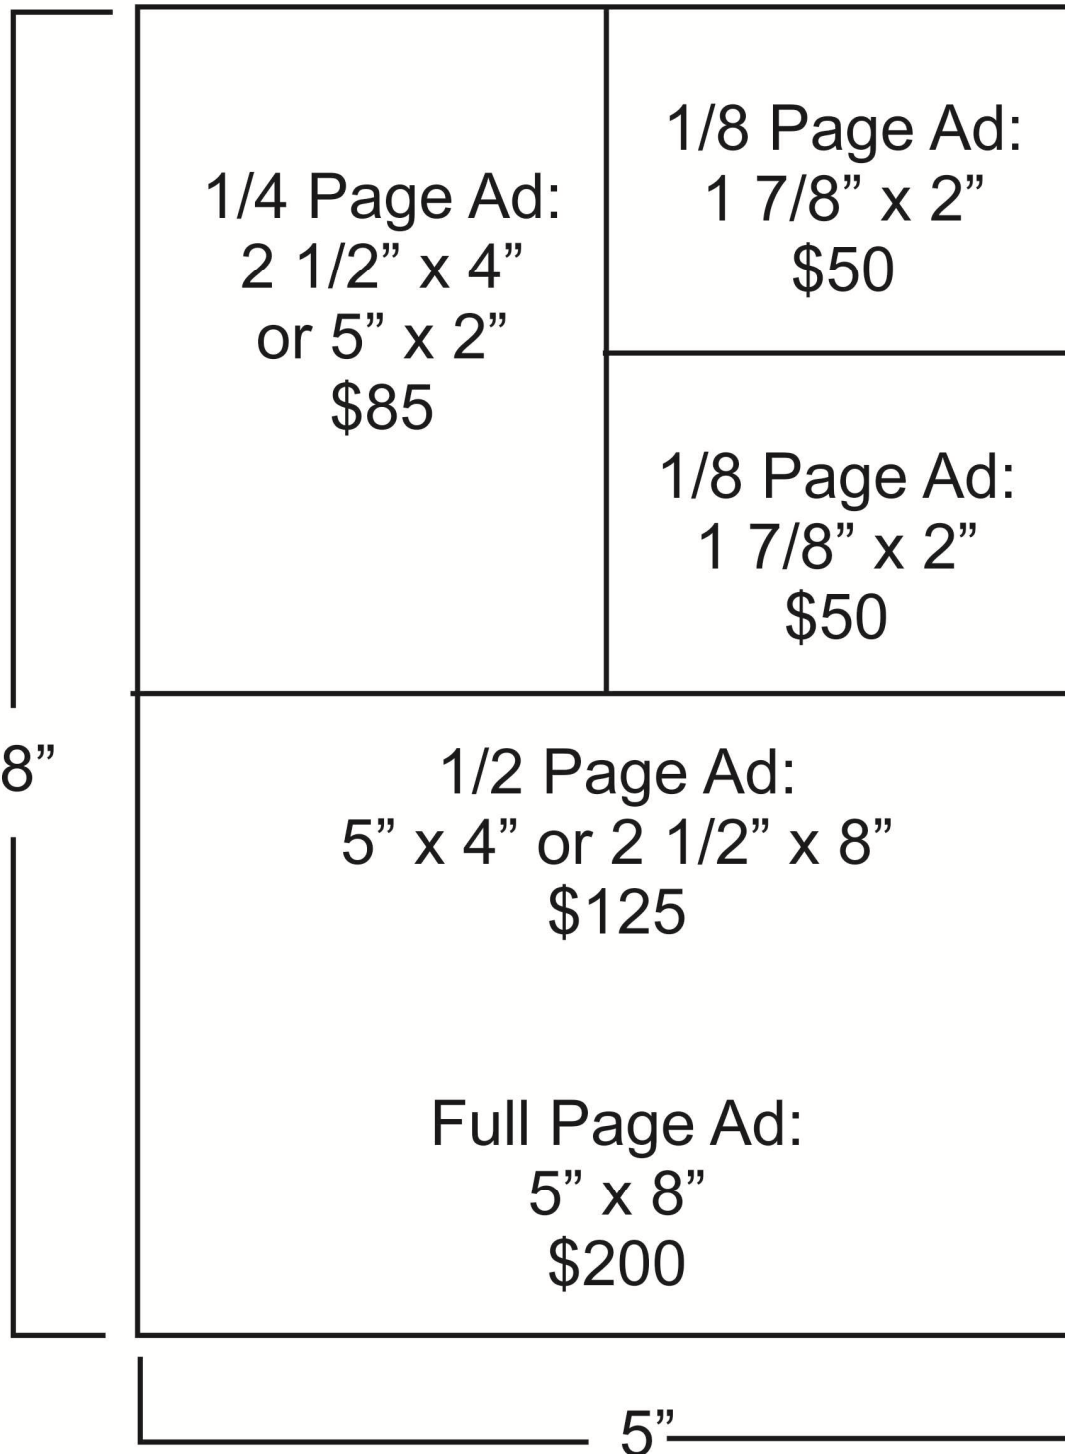 1/4 Page Ad:
2 1/2” x 4”
or 5” x 2”
$85
1/8 Page Ad:
1 7/8” x 2”
$50
1/8 Page Ad:
1 7/8” x 2”
$50
8”
1/2 Page Ad:
5” x 4” or 2 1/2” x 8”
$125
Full Page Ad:
5” x 8”
$200
5”